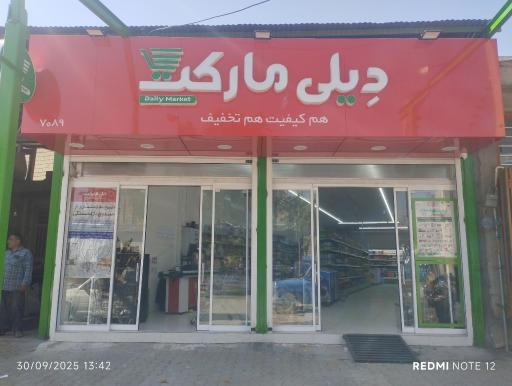 دیلی مارکت
Daily Market
هم کیفیت هم تخفیف
۷۰۸۹
30/09/2025 13:42
REDMI NOTE 12